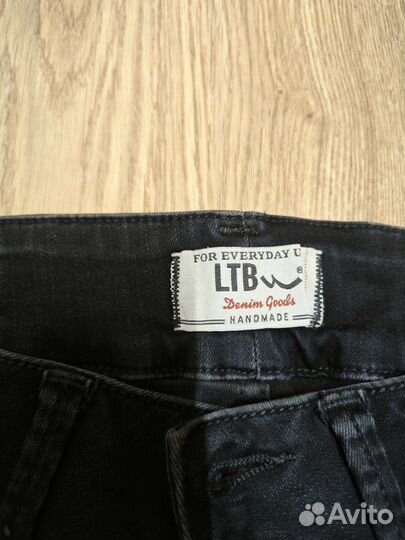 FOR EVERYDAY U
LTB
Denim Goods
HANDMADE
Avito